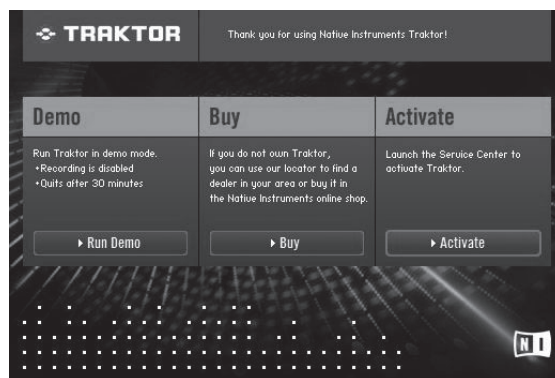 TRAKTOR
Thank you for using Native Instruments Traktor!
Demo
Run Traktor in demo mode.
•Recording is disabled
•Quits after 30 minutes
Run Demo
Buy
If you do not own Traktor,
you can use our locator to find a
dealer in your area or buy it in
the Native Instruments online shop.
Buy
Activate
Launch the Service Center to
activate Traktor.
Activate
NI